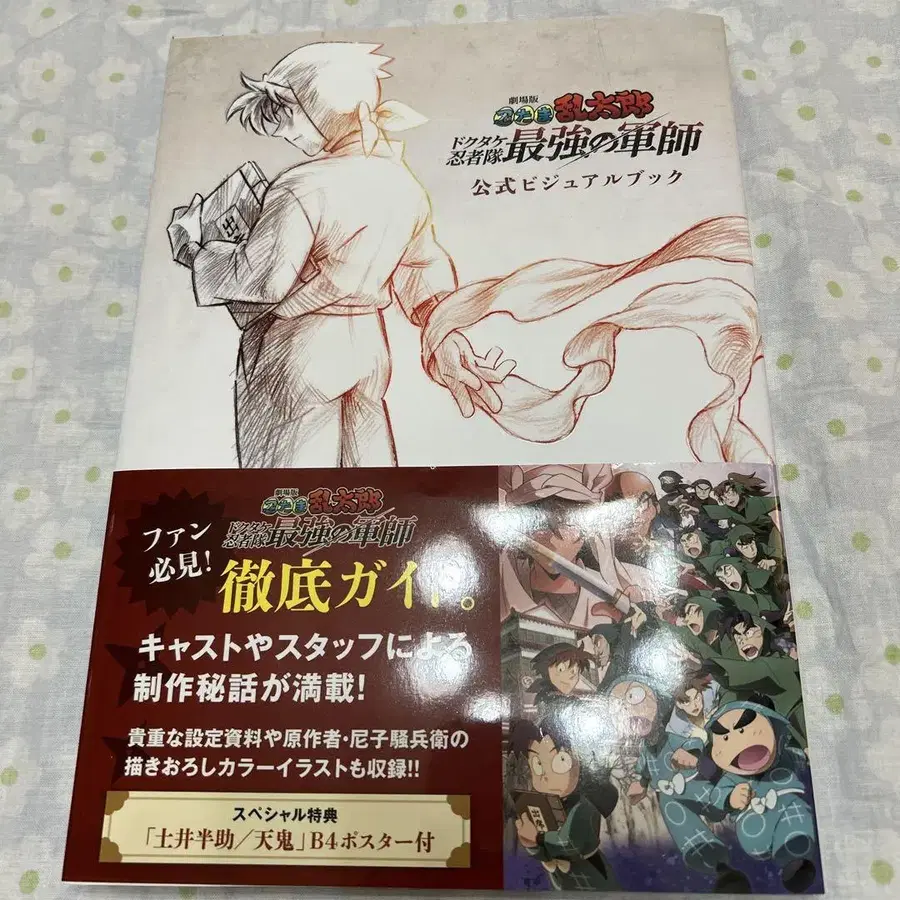 劇場版
忍たま乱太郎
ドクタケ
忍者隊
最強の軍師
公式ビジュアルブック
出
ファン
必見!
劇場版
忍たま乱太郎
ドクタケ
忍者隊
最強の軍師
徹底ガイド。
キャストやスタッフによる
制作秘話が満載!
貴重な設定資料や原作者・尼子騒兵衛の
描きおろしカラーイラストも収録!!
スペシャル特典
「土井半助/天鬼」B4ポスター付
出